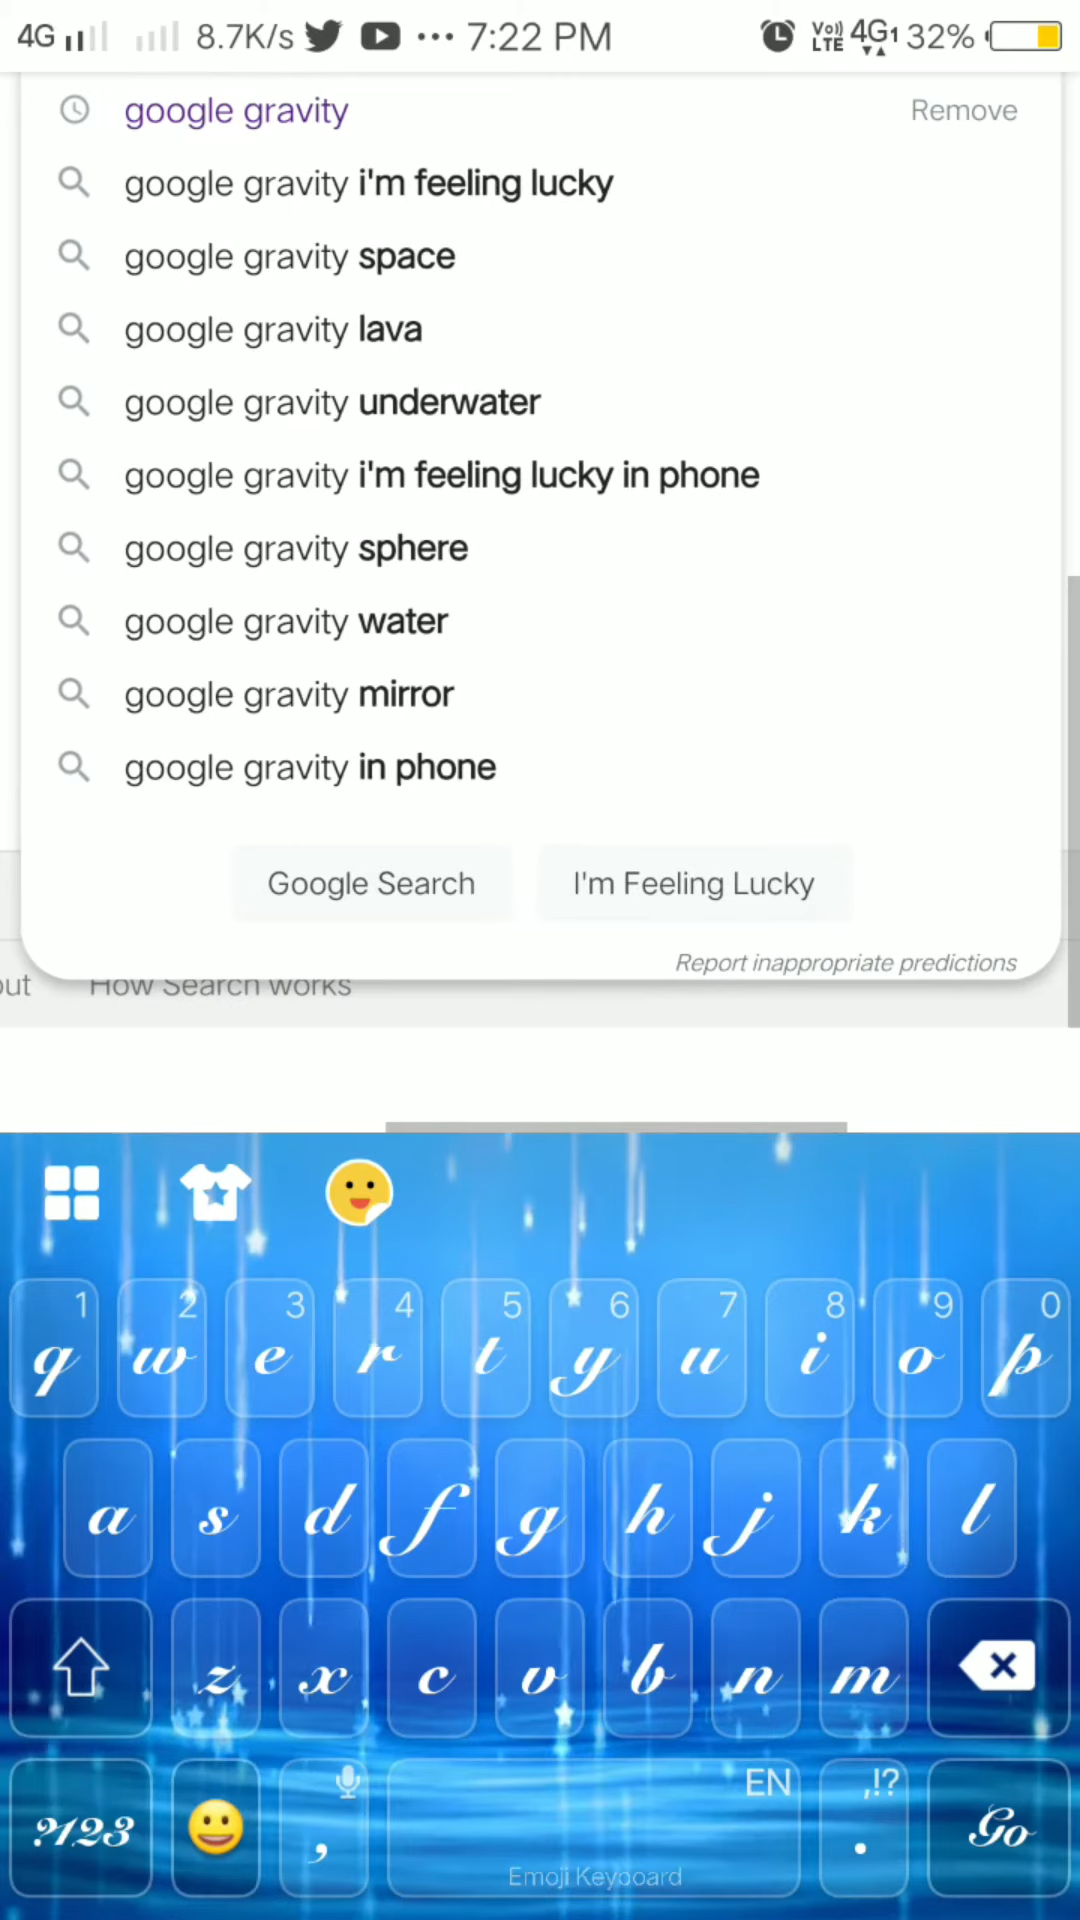 4G 8.7K/s ... 7:22 PM VoLTE 4G1 32%
google gravity Remove
google gravity i'm feeling lucky
google gravity space
google gravity lava
google gravity underwater
google gravity i'm feeling lucky in phone
google gravity sphere
google gravity water
google gravity mirror
google gravity in phone
Google Search I'm Feeling Lucky
Report inappropriate predictions
out How Search works
1 2 3 4 5 6 7 8 9 0
q w e r t y u i o p
a s d f g h j k l
z x c v b n m
EN ,!?
?123 , . Go
Emoji Keyboard